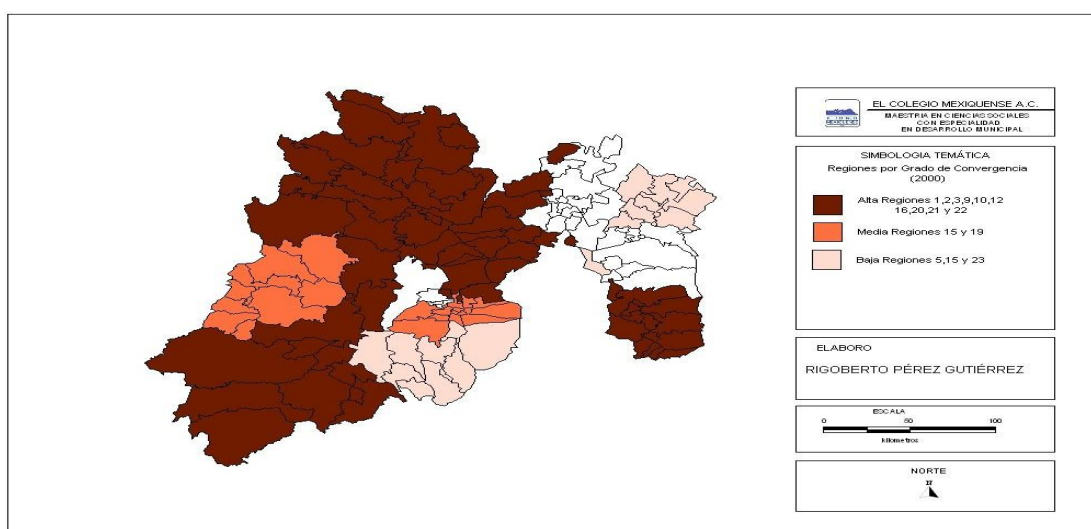 EL COLEGIO MEXIQUENSE A.C.
MAESTRIA EN CIENCIAS SOCIALES
CON ESPECIALIDAD
EN DESARROLLO MUNICIPAL
SIMBOLOGIA TEMÁTICA
Regiones por Grado de Convergencia
(2000)
Alta Regiones 1,2,3,9,10,12
16,20,21 y 22
Media Regiones 15 y 19
Baja Regiones 5,15 y 23
ELABORO
RIGOBERTO PÉREZ GUTIÉRREZ
ESCALA
0 50 100
kilometros
NORTE
N